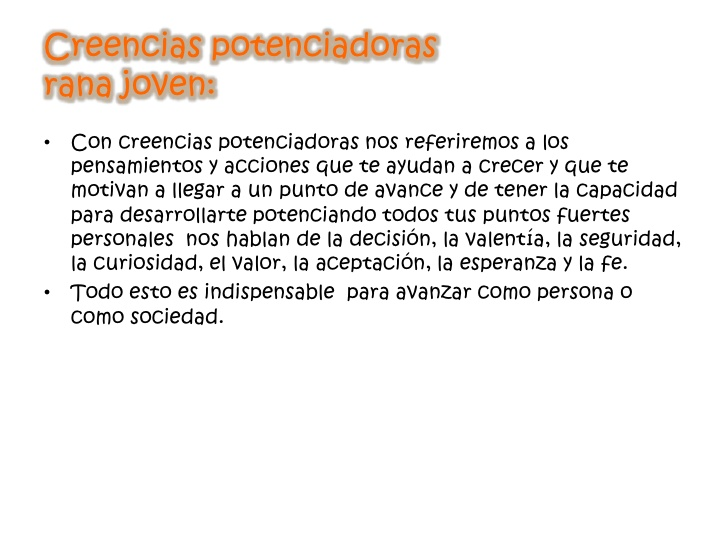 Creencias potenciadoras
rana joven:
• Con creencias potenciadoras nos referiremos a los
pensamientos y acciones que te ayudan a crecer y que te
motivan a llegar a un punto de avance y de tener la capacidad
para desarrollarte potenciando todos tus puntos fuertes
personales  nos hablan de la decisión, la valentía, la seguridad,
la curiosidad, el valor, la aceptación, la esperanza y la fe.
• Todo esto es indispensable  para avanzar como persona o
como sociedad.